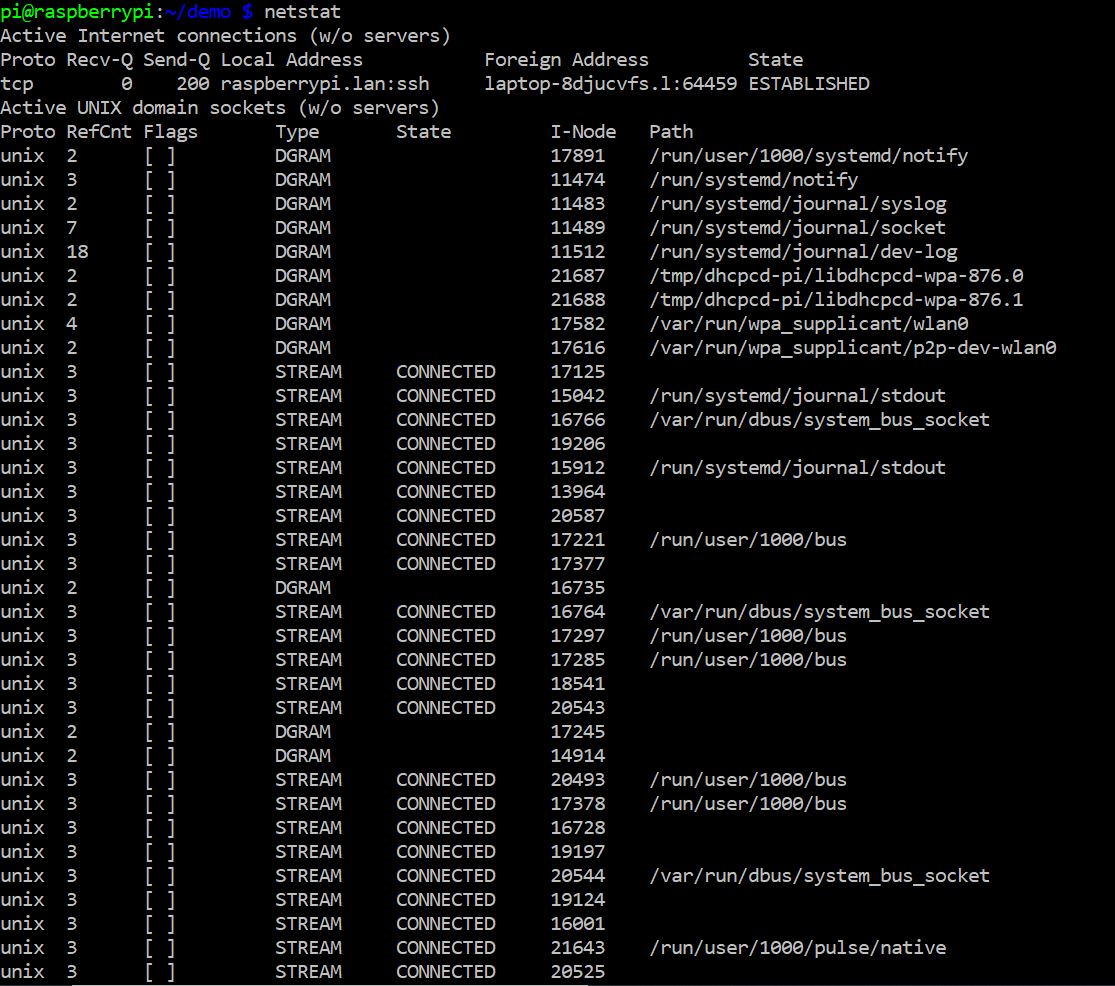 pi@raspberrypi:~/demo $ netstat
Active Internet connections (w/o servers)
Proto Recv-Q Send-Q Local Address           Foreign Address         State
tcp        0    200 raspberrypi.lan:ssh     laptop-8djucvfs.l:64459 ESTABLISHED
Active UNIX domain sockets (w/o servers)
Proto RefCnt Flags       Type       State         I-Node   Path
unix  2      [ ]         DGRAM                    17891    /run/user/1000/systemd/notify
unix  3      [ ]         DGRAM                    11474    /run/systemd/notify
unix  2      [ ]         DGRAM                    11483    /run/systemd/journal/syslog
unix  7      [ ]         DGRAM                    11489    /run/systemd/journal/socket
unix  18     [ ]         DGRAM                    11512    /run/systemd/journal/dev-log
unix  2      [ ]         DGRAM                    21687    /tmp/dhcpcd-pi/libdhcpcd-wpa-876.0
unix  2      [ ]         DGRAM                    21688    /tmp/dhcpcd-pi/libdhcpcd-wpa-876.1
unix  4      [ ]         DGRAM                    17582    /var/run/wpa_supplicant/wlan0
unix  2      [ ]         DGRAM                    17616    /var/run/wpa_supplicant/p2p-dev-wlan0
unix  3      [ ]         STREAM     CONNECTED     17125
unix  3      [ ]         STREAM     CONNECTED     15042    /run/systemd/journal/stdout
unix  3      [ ]         STREAM     CONNECTED     16766    /var/run/dbus/system_bus_socket
unix  3      [ ]         STREAM     CONNECTED     19206
unix  3      [ ]         STREAM     CONNECTED     15912    /run/systemd/journal/stdout
unix  3      [ ]         STREAM     CONNECTED     13964
unix  3      [ ]         STREAM     CONNECTED     20587
unix  3      [ ]         STREAM     CONNECTED     17221    /run/user/1000/bus
unix  3      [ ]         STREAM     CONNECTED     17377
unix  2      [ ]         DGRAM                    16735
unix  3      [ ]         STREAM     CONNECTED     16764    /var/run/dbus/system_bus_socket
unix  3      [ ]         STREAM     CONNECTED     17297    /run/user/1000/bus
unix  3      [ ]         STREAM     CONNECTED     17285    /run/user/1000/bus
unix  3      [ ]         STREAM     CONNECTED     18541
unix  3      [ ]         STREAM     CONNECTED     20543
unix  2      [ ]         DGRAM                    17245
unix  2      [ ]         DGRAM                    14914
unix  3      [ ]         STREAM     CONNECTED     20493    /run/user/1000/bus
unix  3      [ ]         STREAM     CONNECTED     17378    /run/user/1000/bus
unix  3      [ ]         STREAM     CONNECTED     16728
unix  3      [ ]         STREAM     CONNECTED     19197
unix  3      [ ]         STREAM     CONNECTED     20544    /var/run/dbus/system_bus_socket
unix  3      [ ]         STREAM     CONNECTED     19124
unix  3      [ ]         STREAM     CONNECTED     16001
unix  3      [ ]         STREAM     CONNECTED     21643    /run/user/1000/pulse/native
unix  3      [ ]         STREAM     CONNECTED     20525